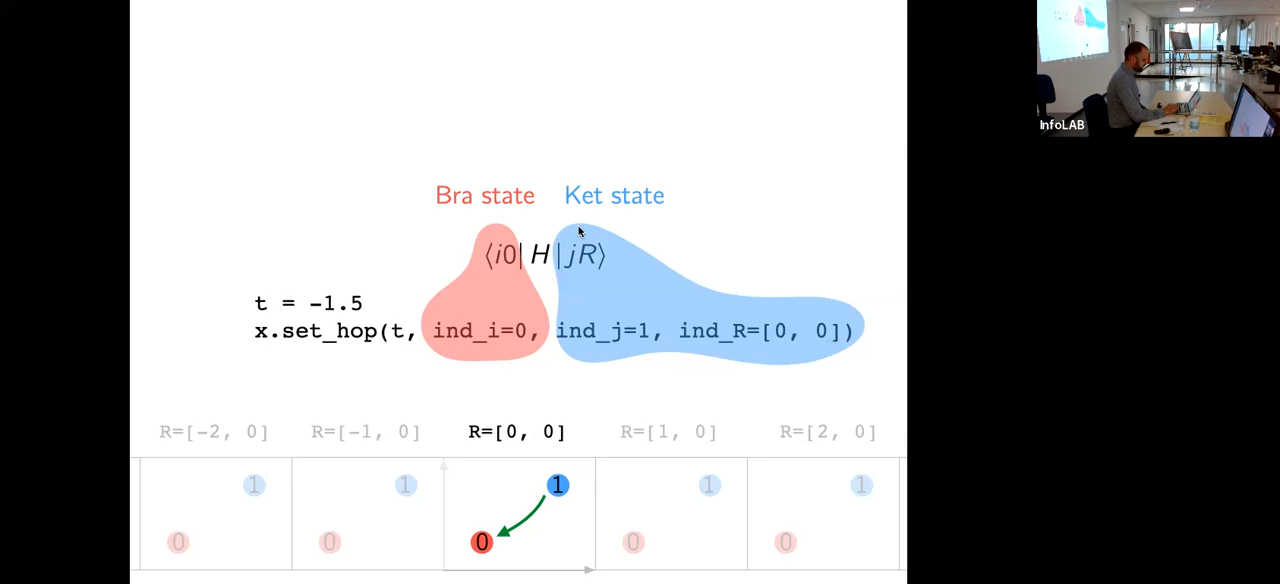 Bra state Ket state
⟨i0| H |jR⟩
t = -1.5
x.set_hop(t, ind_i=0, ind_j=1, ind_R=[0, 0])
R=[-2, 0] R=[-1, 0] R=[0, 0] R=[1, 0] R=[2, 0]
1 1 1 1 1
0 0 0 0 0
InfoLAB